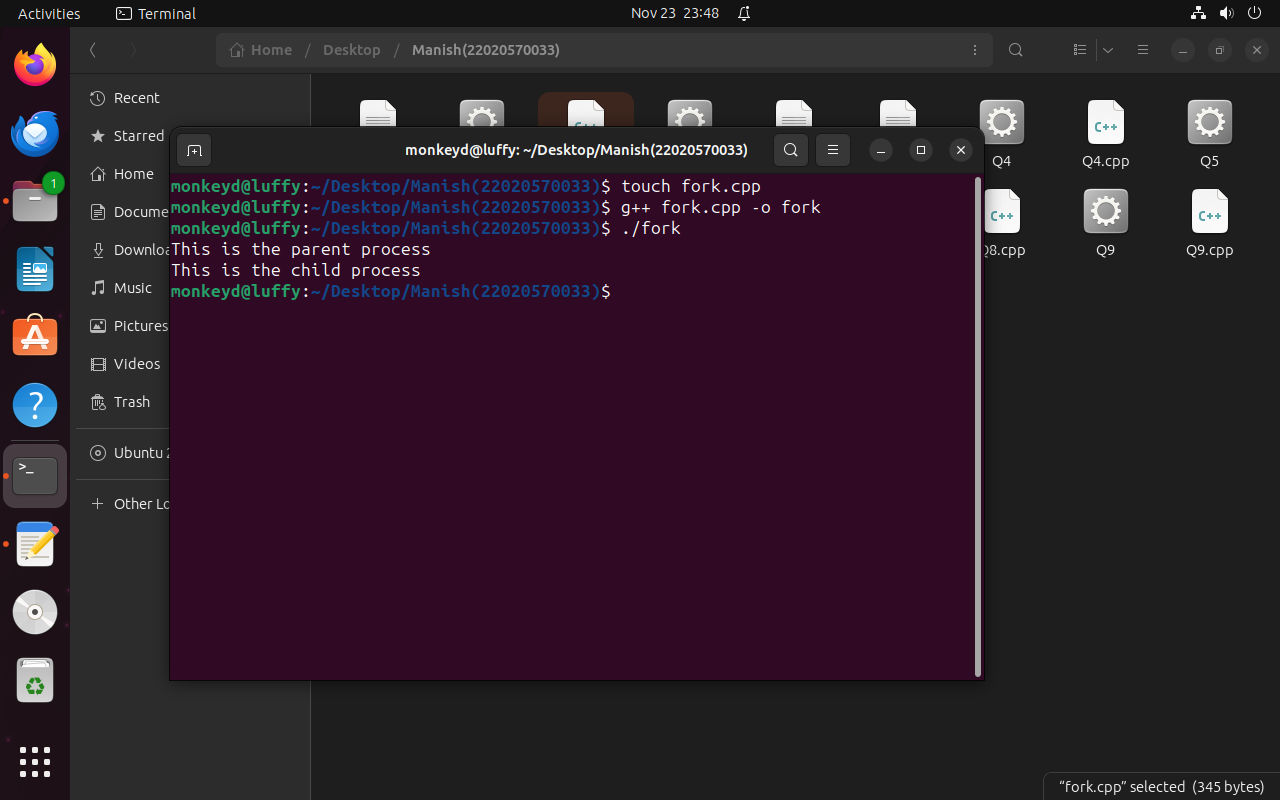 Activities
Terminal
Nov 23 23:48
Home / Desktop / Manish(22020570033)
Recent
Starred
Home
Docume
Downloa
Music
Pictures
Videos
Trash
Ubuntu 2
Other Lo
1
C++
C++
Q4
Q4.cpp
Q5
C++
C++
Q8.cpp
Q9
Q9.cpp
monkeyd@luffy: ~/Desktop/Manish(22020570033)
monkeyd@luffy:~/Desktop/Manish(22020570033)$ touch fork.cpp
monkeyd@luffy:~/Desktop/Manish(22020570033)$ g++ fork.cpp -o fork
monkeyd@luffy:~/Desktop/Manish(22020570033)$ ./fork
This is the parent process
This is the child process
monkeyd@luffy:~/Desktop/Manish(22020570033)$
"fork.cpp" selected (345 bytes)